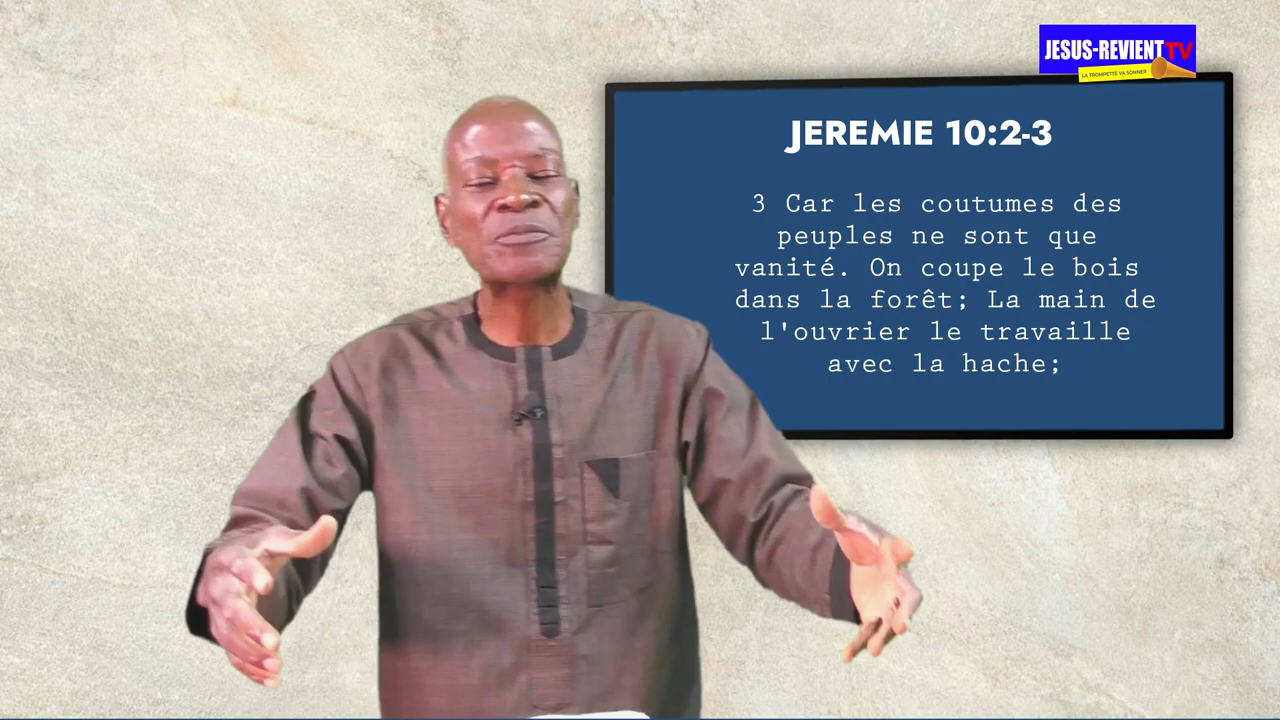 JESUS-REVIENT TV
LA TROMPETTE VA SONNER
JEREMIE 10:2-3
3 Car les coutumes des
peuples ne sont que
vanité. On coupe le bois
dans la forêt; La main de
l'ouvrier le travaille
avec la hache;